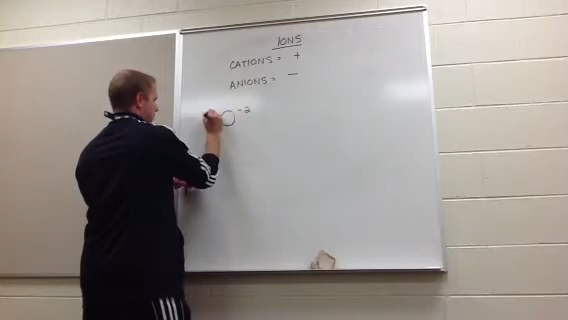 IONS
CATIONS = +
ANIONS = −
O -2